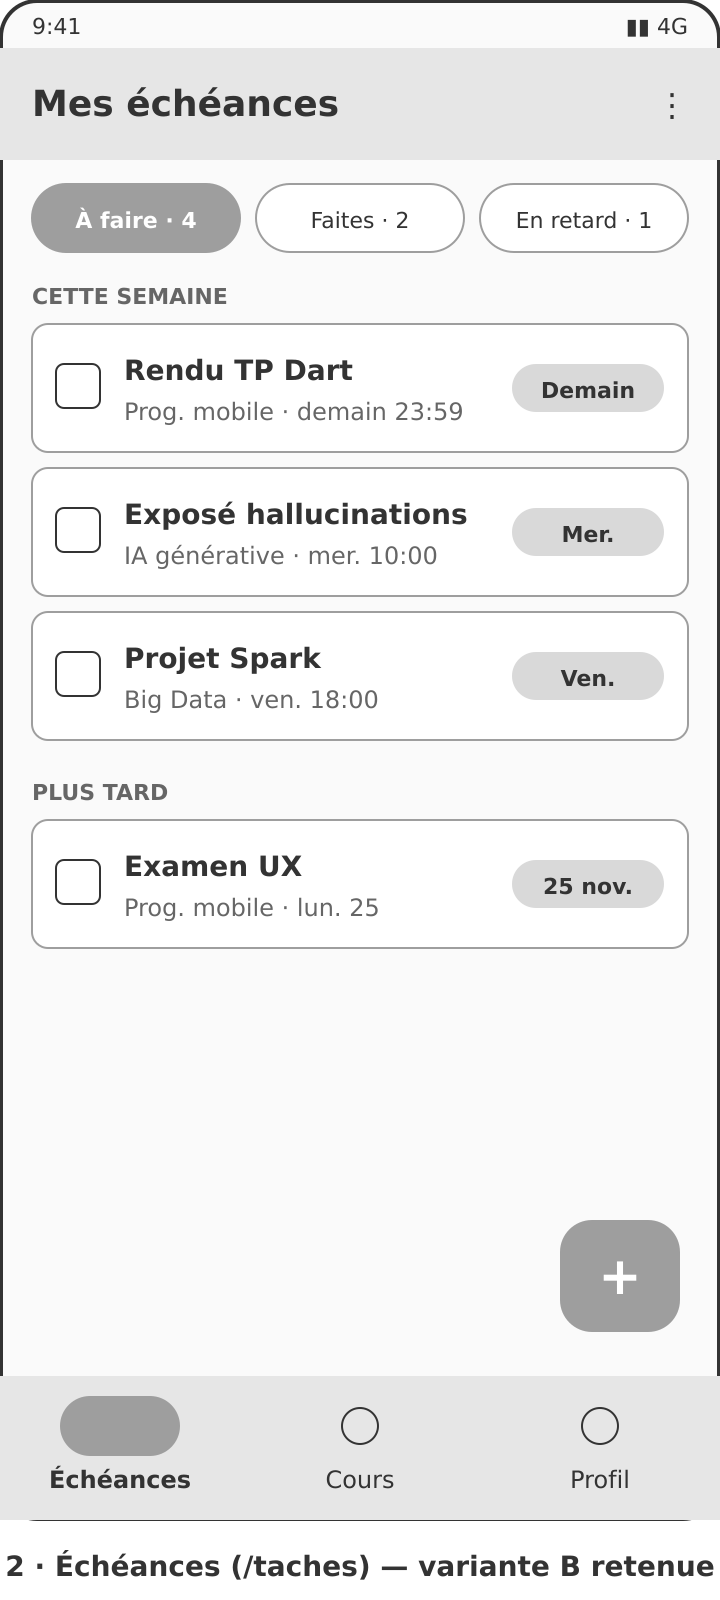 9:41
4G
Mes échéances
⋮
À faire · 4
Faites · 2
En retard · 1
CETTE SEMAINE
Rendu TP Dart
Prog. mobile · demain 23:59
Demain
Exposé hallucinations
IA générative · mer. 10:00
Mer.
Projet Spark
Big Data · ven. 18:00
Ven.
PLUS TARD
Examen UX
Prog. mobile · lun. 25
25 nov.
+
Échéances
Cours
Profil
2 · Échéances (/taches) — variante B retenue